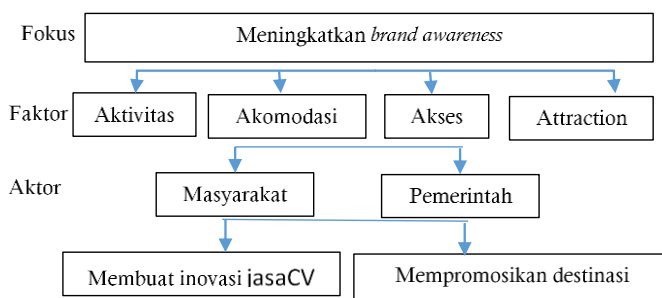 Fokus
Meningkatkan brand awareness
Faktor
Aktivitas
Akomodasi
Akses
Attraction
Aktor
Masyarakat
Pemerintah
Membuat inovasi jasaCV
Mempromosikan destinasi